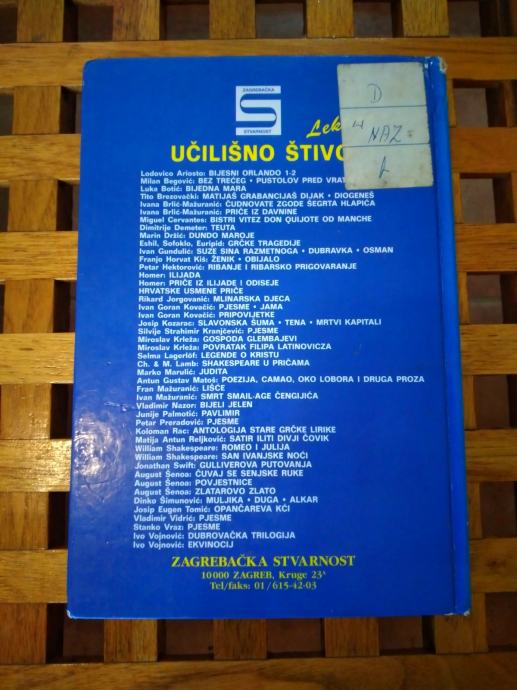 ZAGREBAČKA
S
STVARNOST
D
NAZ-
L
Lek
UČILIŠNO ŠTIVO
Lodovico Ariosto: BIJESNI ORLANDO 1-2
Milan Begović: BEZ TREĆEG • PUSTOLOV PRED VRAT
Luka Botić: BIJEDNA MARA
Tito Brezovački: MATIJAŠ GRABANCIJAŠ DIJAK • DIOGENEŠ
Ivana Brlić-Mažuranić: ČUDNOVATE ZGODE ŠEGRTA HLAPIĆA
Ivana Brlić-Mažuranić: PRIČE IZ DAVNINE
Miguel Cervantes: BISTRI VITEZ DON QUIJOTE OD MANCHE
Dimitrije Demeter: TEUTA
Marin Držić: DUNDO MAROJE
Eshil, Sofoklo, Euripid: GRČKE TRAGEDIJE
Ivan Gundulić: SUZE SINA RAZMETNOGA • DUBRAVKA • OSMAN
Franjo Horvat Kiš: ŽENIK • OBIJALO
Petar Hektorović: RIBANJE I RIBARSKO PRIGOVARANJE
Homer: ILIJADA
Homer: PRIČE IZ ILIJADE I ODISEJE
HRVATSKE USMENE PRIČE
Rikard Jorgovanić: MLINARSKA DJECA
Ivan Goran Kovačić: PJESME • JAMA
Ivan Goran Kovačić: PRIPOVIJETKE
Josip Kozarac: SLAVONSKA ŠUMA • TENA • MRTVI KAPITALI
Silvije Strahimir Kranjčević: PJESME
Miroslav Krleža: GOSPODA GLEMBAJEVI
Miroslav Krleža: POVRATAK FILIPA LATINOVICZA
Selma Lagerlöf: LEGENDE O KRISTU
Ch. & M. Lamb: SHAKESPEARE U PRIČAMA
Marko Marulić: JUDITA
Antun Gustav Matoš: POEZIJA, CAMAO, OKO LOBORA I DRUGA PROZA
Fran Mažuranić: LIŠĆE
Ivan Mažuranić: SMRT SMAIL-AGE ČENGIJIĆA
Vladimir Nazor: BIJELI JELEN
Junije Palmotić: PAVLIMIR
Petar Preradović: PJESME
Koloman Rac: ANTOLOGIJA STARE GRČKE LIRIKE
Matija Antun Reljković: SATIR ILITI DIVJI ČOVIK
William Shakespeare: ROMEO I JULIJA
William Shakespeare: SAN IVANJSKE NOĆI
Jonathan Swift: GULLIVEROVA PUTOVANJA
August Šenoa: ČUVAJ SE SENJSKE RUKE
August Šenoa: POVJESTNICE
August Šenoa: ZLATAROVO ZLATO
Dinko Šimunović: MULJIKA • DUGA • ALKAR
Josip Eugen Tomić: OPANČAREVA KĆI
Vladimir Vidrić: PJESME
Stanko Vraz: PJESME
Ivo Vojnović: DUBROVAČKA TRILOGIJA
Ivo Vojnović: EKVINOCIJ
ZAGREBAČKA STVARNOST
10000 ZAGREB, Kruge 23ᴬ
Tel/faks: 01/615-42-03